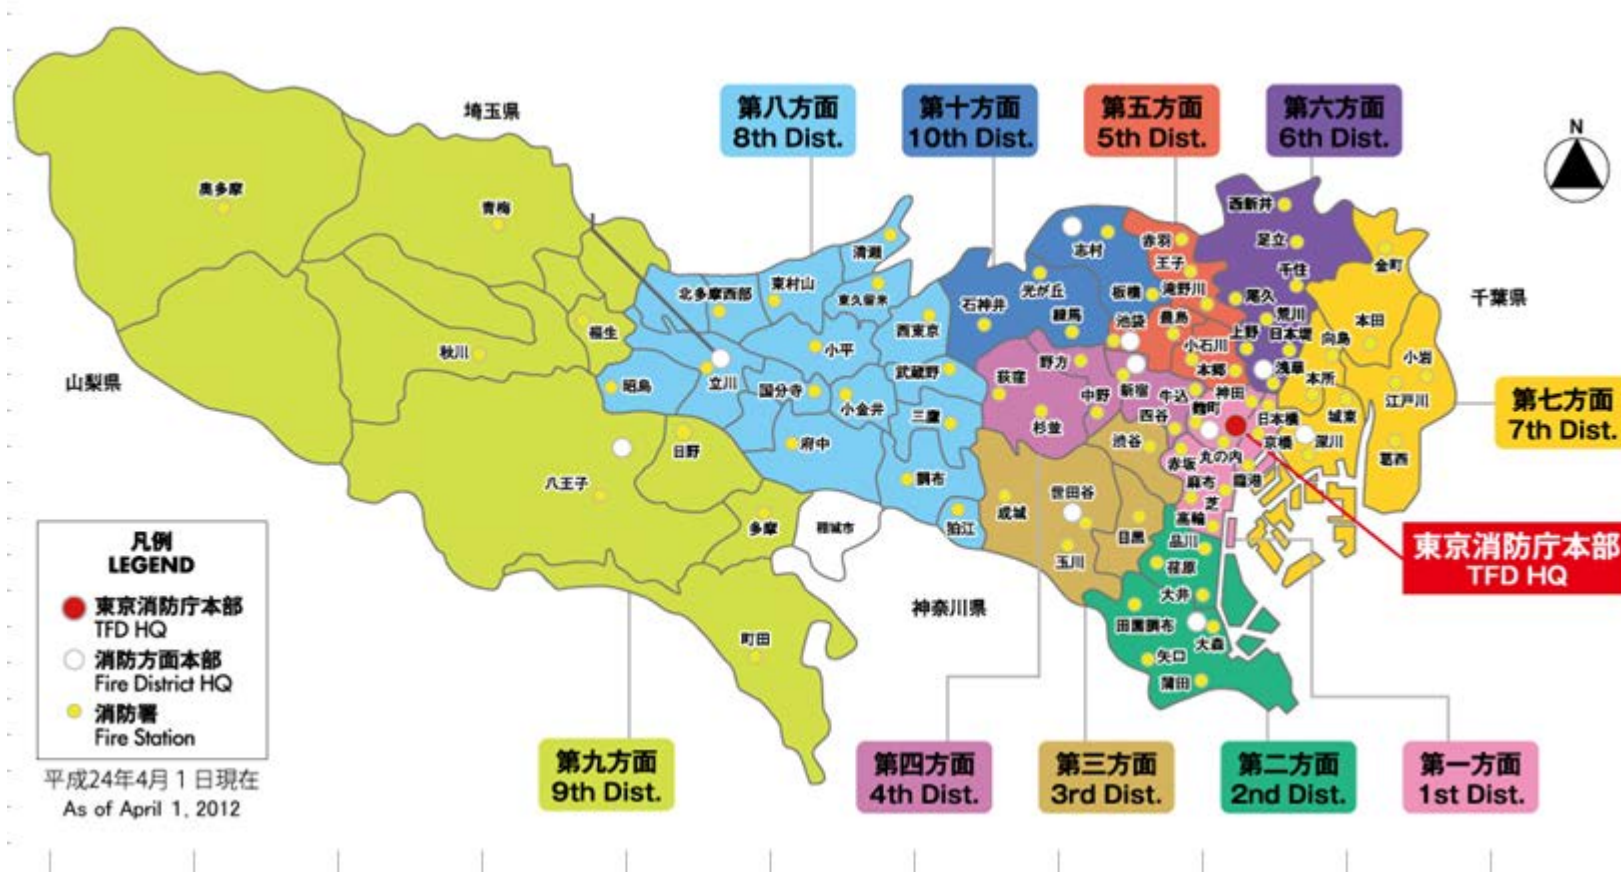 埼玉県
第八方面
8th Dist.
第十方面
10th Dist.
第五方面
5th Dist.
第六方面
6th Dist.
N
奥多摩
青梅
清瀬
志村
赤羽
西新井
足立
金町
王子
千住
北多摩西部
東村山
東久留米
石神井
光が丘
板橋
滝野川
尾久
千葉県
福生
西東京
練馬
池袋
豊島
荒川
本田
上野
日本堤
向島
秋川
小平
小石川
小岩
山梨県
昭島
立川
国分寺
武蔵野
荻窪
野方
本郷
浅草
本所
小金井
中野
新宿
牛込
神田
江戸川
第七方面
7th Dist.
三鷹
杉並
四谷
麹町
日本橋
城東
日野
府中
渋谷
京橋
深川
赤坂
丸の内
葛西
八王子
調布
世田谷
麻布
臨港
成城
芝
多摩
稲城市
狛江
目黒
高輪
品川
玉川
荏原
東京消防庁本部
TFD HQ
神奈川県
大井
田園調布
大森
町田
矢口
蒲田
凡例
LEGEND
東京消防庁本部
TFD HQ
消防方面本部
Fire District HQ
消防署
Fire Station
平成24年4月1日現在
As of April 1, 2012
第九方面
9th Dist.
第四方面
4th Dist.
第三方面
3rd Dist.
第二方面
2nd Dist.
第一方面
1st Dist.